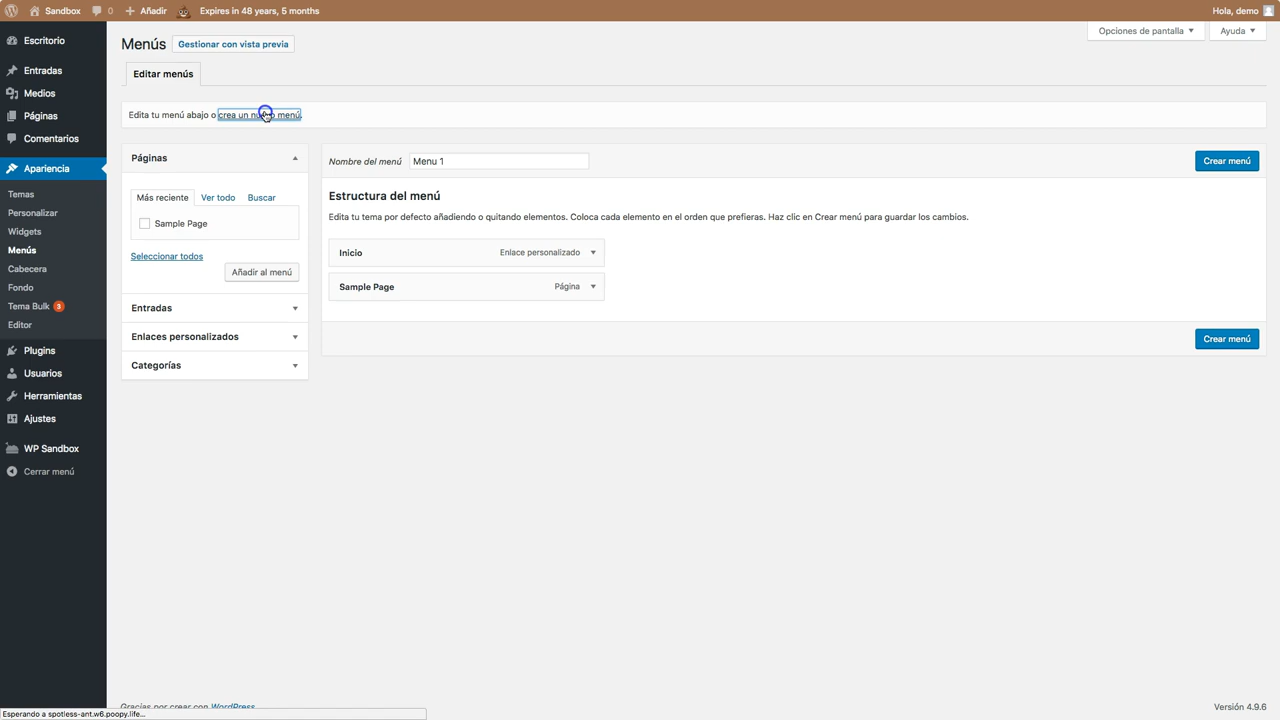 Sandbox 0 Añadir Expires in 48 years, 5 months Hola, demo
Opciones de pantalla Ayuda
Escritorio
Entradas
Medios
Páginas
Comentarios
Apariencia
Temas
Personalizar
Widgets
Menús
Cabecera
Fondo
Tema Bulk 3
Editor
Plugins
Usuarios
Herramientas
Ajustes
WP Sandbox
Cerrar menú
Menús Gestionar con vista previa
Editar menús
Edita tu menú abajo o crea un nuevo menú.
Páginas
Más reciente Ver todo Buscar
Sample Page
Seleccionar todos
Añadir al menú
Entradas
Enlaces personalizados
Categorías
Nombre del menú Menu 1 Crear menú
Estructura del menú
Edita tu tema por defecto añadiendo o quitando elementos. Coloca cada elemento en el orden que prefieras. Haz clic en Crear menú para guardar los cambios.
Inicio Enlace personalizado
Sample Page Página
Crear menú
Gracias por crear con WordPress Versión 4.9.6
Esperando a spotless-ant.w6.poopy.life...